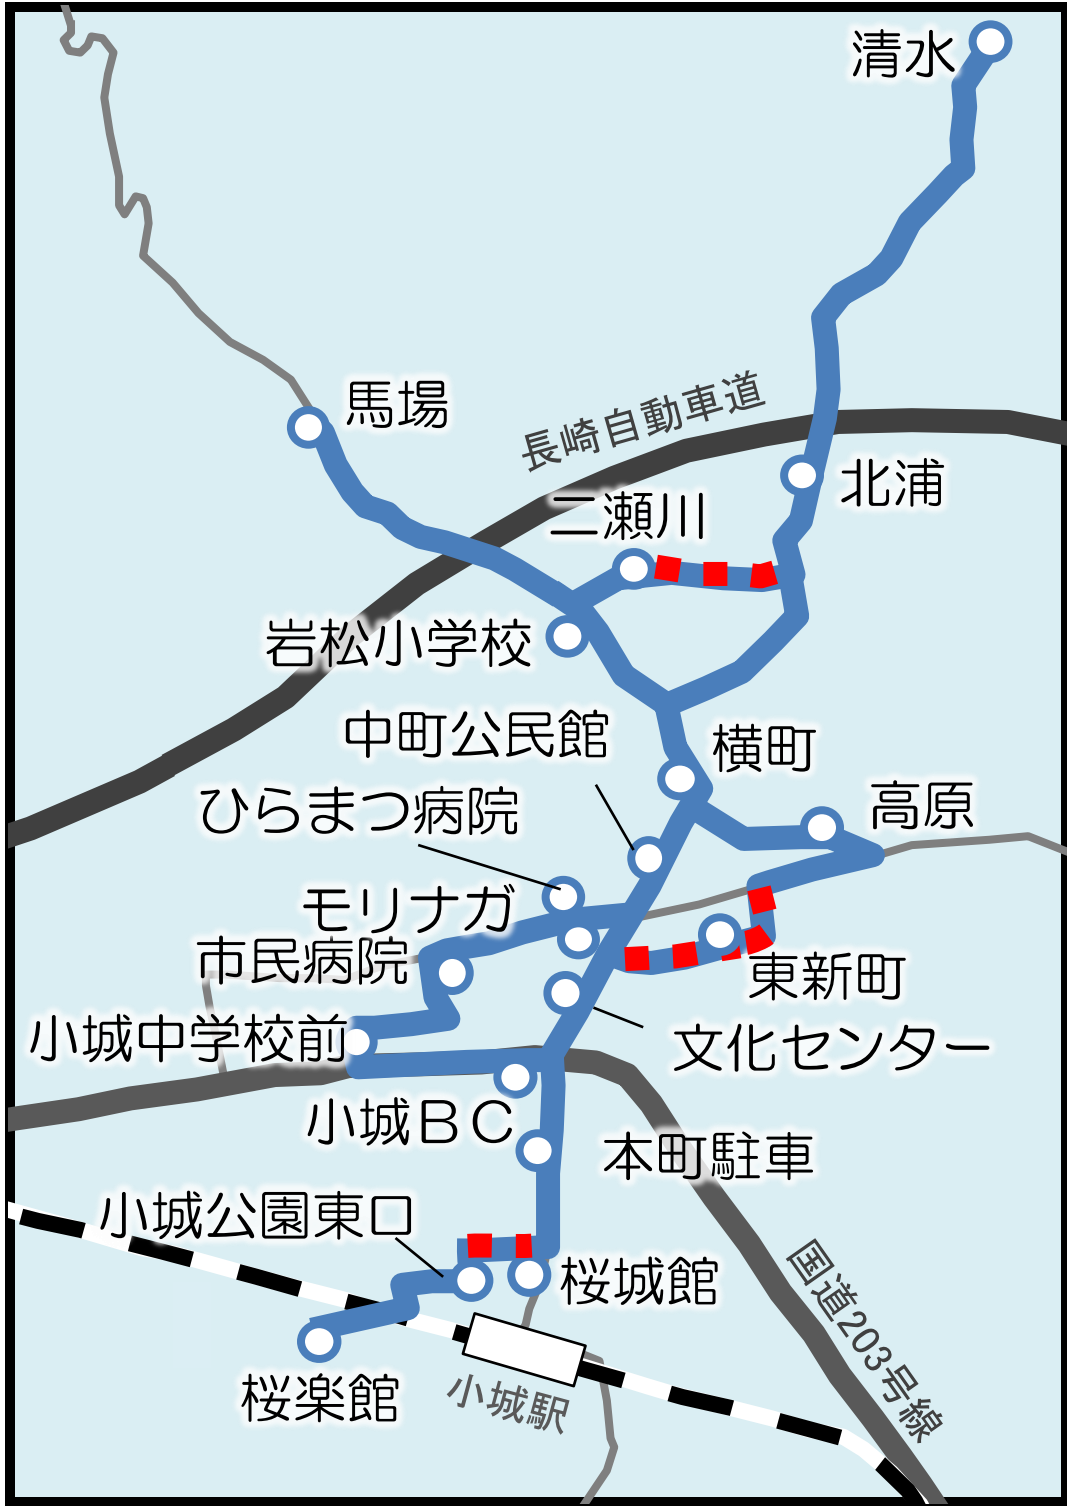 清水
馬場
長崎自動車道
北浦
二瀬川
岩松小学校
中町公民館
横町
高原
ひらまつ病院
モリナガ
市民病院
東新町
小城中学校前
文化センター
小城ＢＣ
本町駐車
小城公園東口
桜城館
国道203号線
桜楽館
小城駅